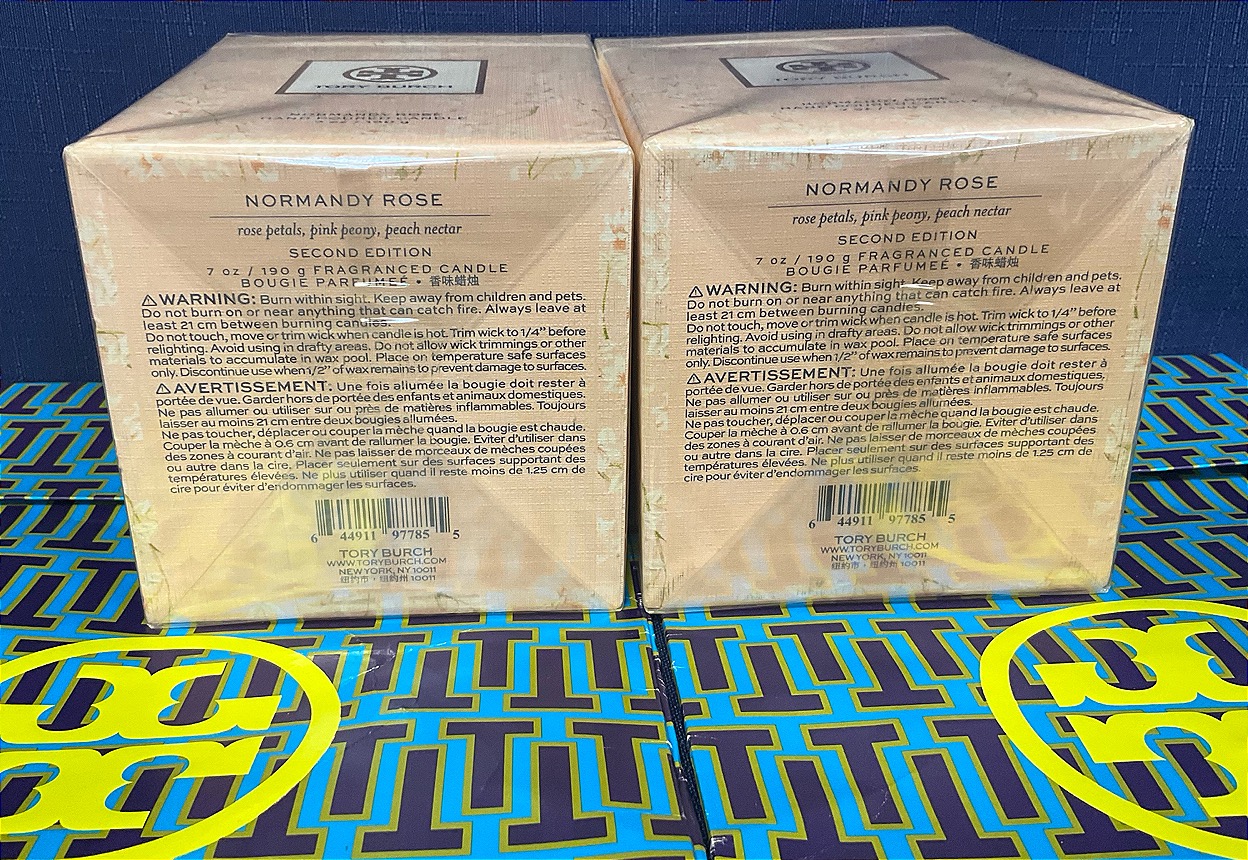 TORY BURCH
NORMANDY ROSE
NORMANDY ROSE
rose petals, pink peony, peach nectar
SECOND EDITION
7 oz / 190 g FRAGRANCED CANDLE
BOUGIE PARFUMEÉ • 香味蜡烛
⚠WARNING: Burn within sight. Keep away from children and pets.
Do not burn on or near anything that can catch fire. Always leave at
least 21 cm between burning candles.
Do not touch, move or trim wick when candle is hot. Trim wick to 1/4” before
relighting. Avoid using in drafty areas. Do not allow wick trimmings or other
materials to accumulate in wax pool. Place on temperature safe surfaces
only. Discontinue use when 1/2” of wax remains to prevent damage to surfaces.
⚠AVERTISSEMENT: Une fois allumée la bougie doit rester à
portée de vue. Garder hors de portée des enfants et animaux domestiques.
Ne pas allumer ou utiliser sur ou près de matières inflammables. Toujours
laisser au moins 21 cm entre deux bougies allumées.
Ne pas toucher, déplacer ou couper la mèche quand la bougie est chaude.
Couper la mèche à 0.6 cm avant de rallumer la bougie. Eviter d’utiliser dans
des zones à courant d’air. Ne pas laisser de morceaux de mèches coupées
ou autre dans la cire. Placer seulement sur des surfaces supportant des
températures élevées. Ne plus utiliser quand il reste moins de 1.25 cm de
cire pour éviter d’endommager les surfaces.
6 44911 97785 5
TORY BURCH
WWW.TORYBURCH.COM
NEW YORK, NY 10011
纽约市・纽约州 10011
TORY BURCH
NORMANDY ROSE
rose petals, pink peony, peach nectar
SECOND EDITION
7 oz / 190 g FRAGRANCED CANDLE
BOUGIE PARFUMEÉ • 香味蜡烛
⚠WARNING: Burn within sight. Keep away from children and pets.
Do not burn on or near anything that can catch fire. Always leave at
least 21 cm between burning candles.
Do not touch, move or trim wick when candle is hot. Trim wick to 1/4” before
relighting. Avoid using in drafty areas. Do not allow wick trimmings or other
materials to accumulate in wax pool. Place on temperature safe surfaces
only. Discontinue use when 1/2” of wax remains to prevent damage to surfaces.
⚠AVERTISSEMENT: Une fois allumée la bougie doit rester à
portée de vue. Garder hors de portée des enfants et animaux domestiques,
Ne pas allumer ou utiliser sur ou près de matières inflammables. Toujours
laisser au moins 21 cm entre deux bougies allumées.
Ne pas toucher, déplacer ou couper la mèche quand la bougie est chaude.
Couper la mèche à 0.6 cm avant de rallumer la bougie. Eviter d’utiliser dans
des zones à courant d’air. Ne pas laisser de morceaux de mèches coupées
ou autre dans la cire. Placer seulement sur des surfaces supportant des
températures élevées. Ne plus utiliser quand il reste moins de 1.25 cm de
cire pour éviter d’endommager les surfaces.
6 44911 97785 5
TORY BURCH
WWW.TORYBURCH.COM
NEW YORK, NY 10011
纽约市・纽约州 10011